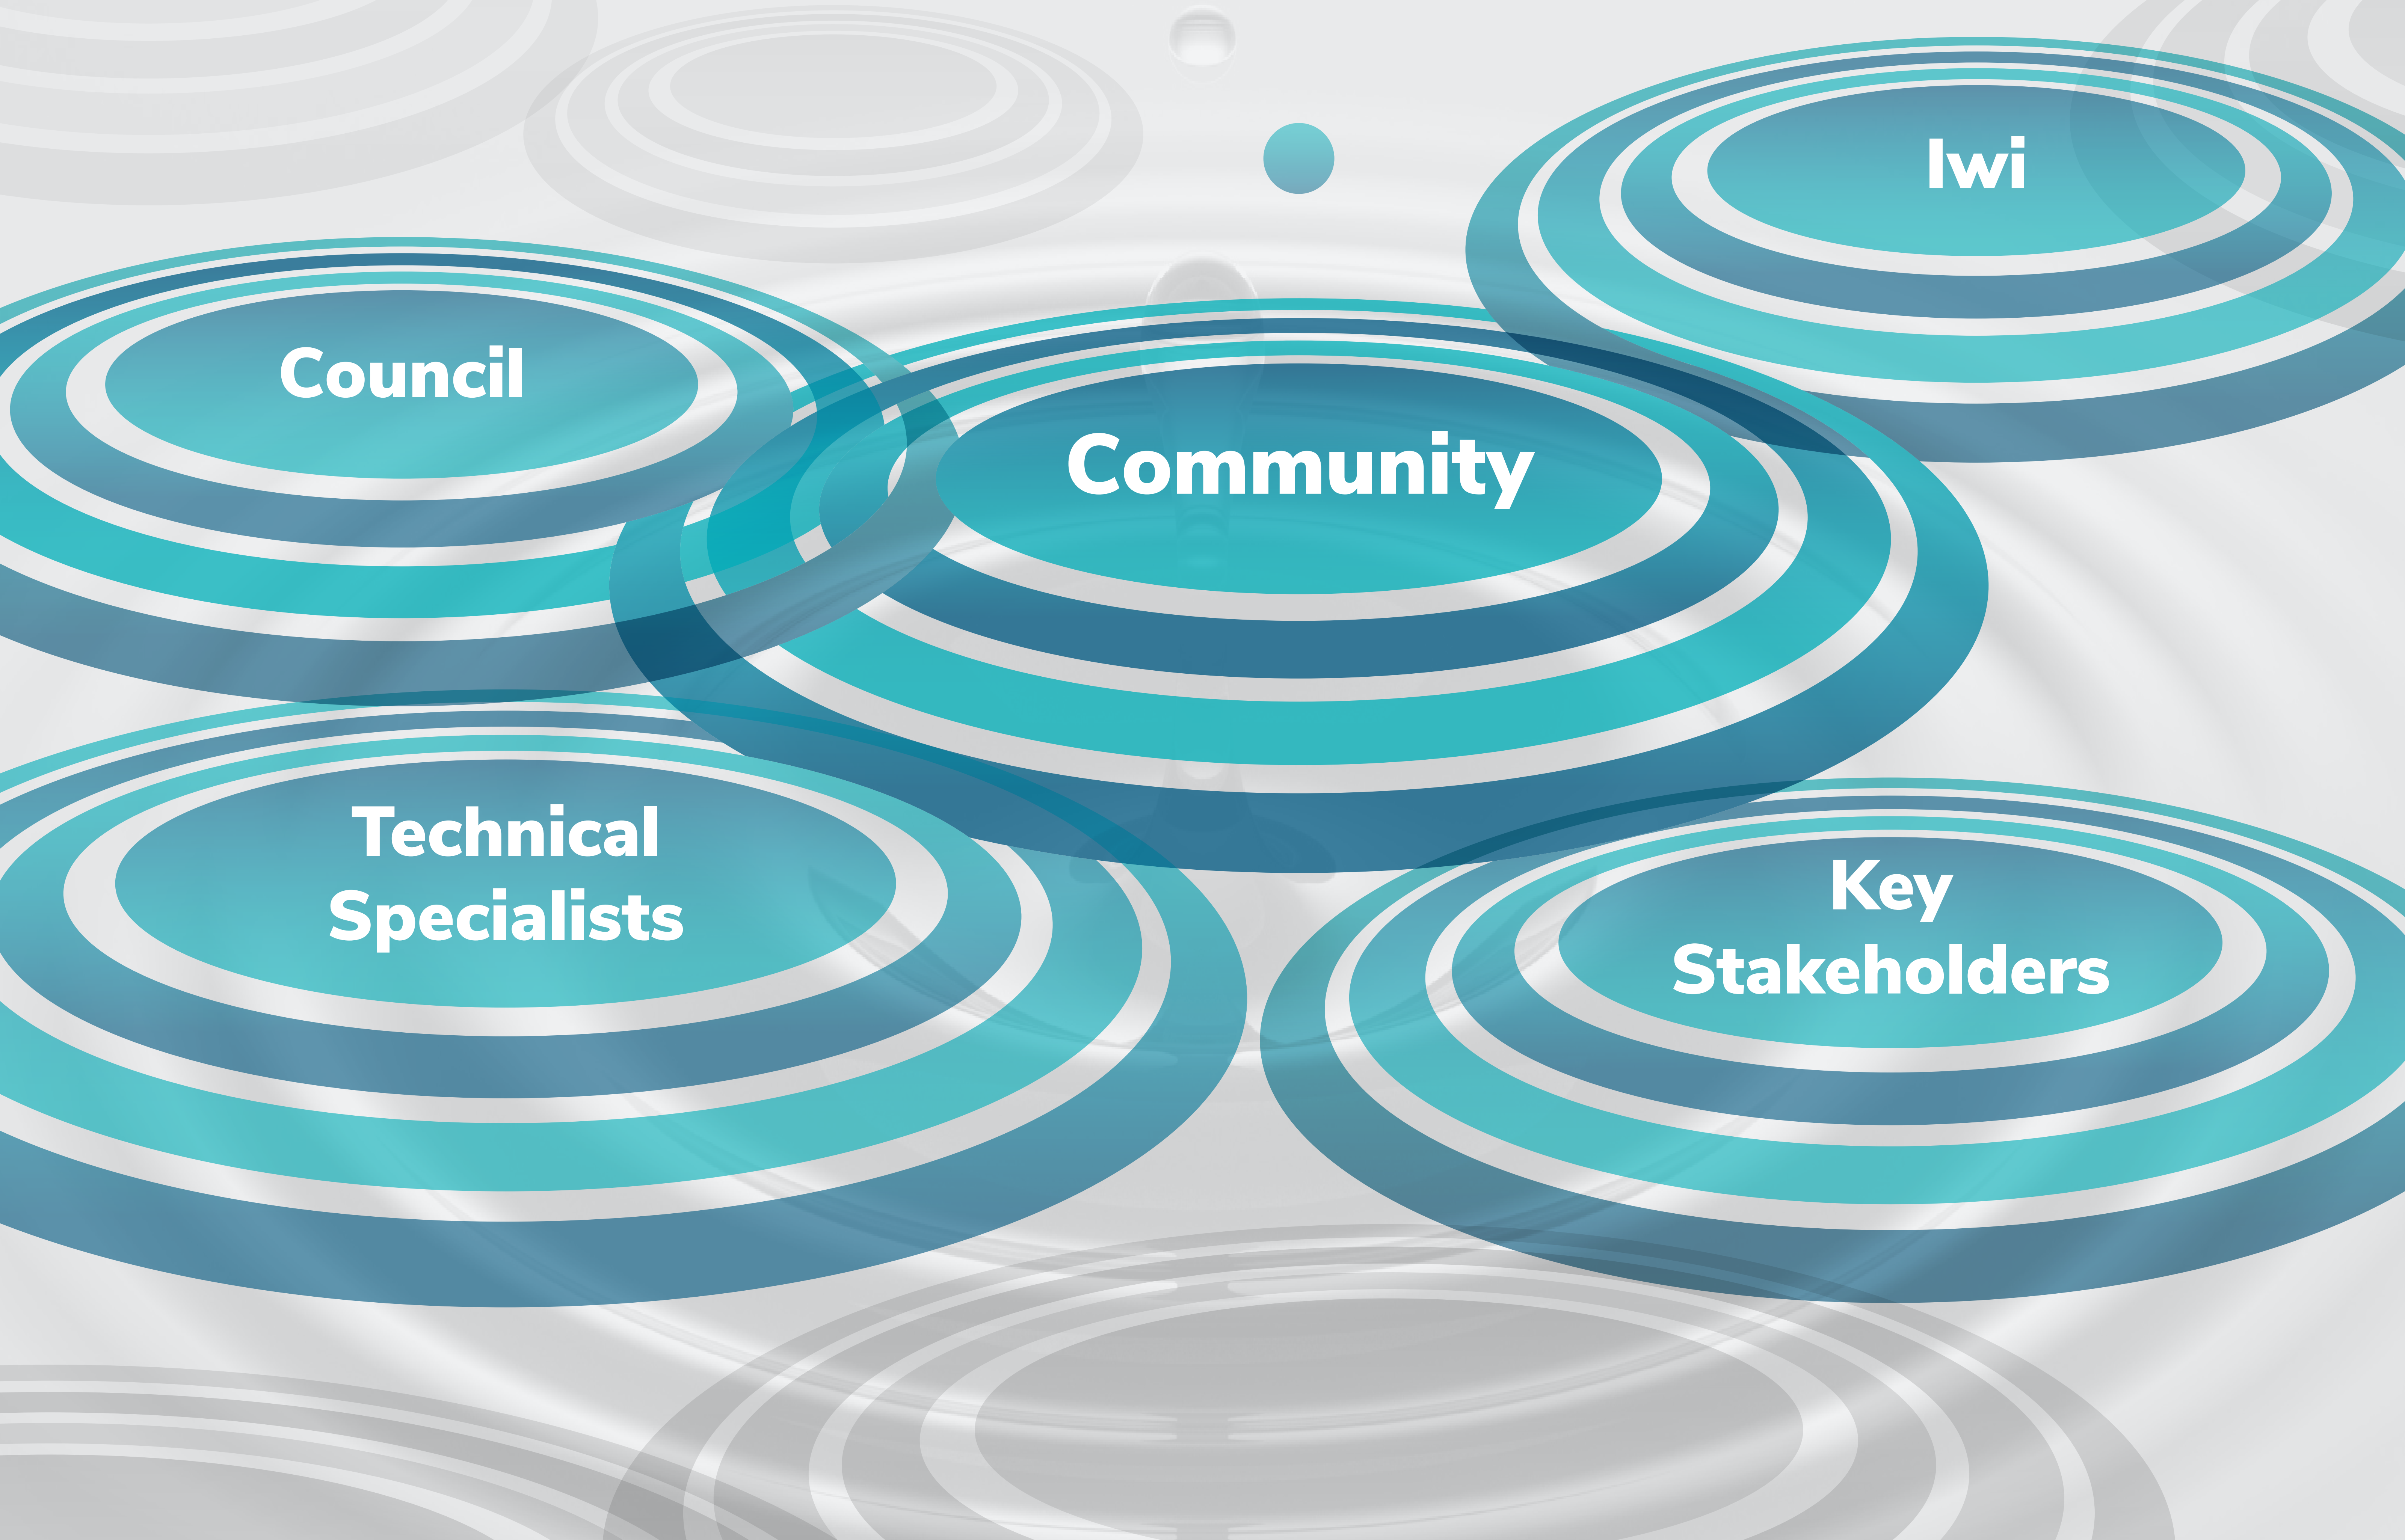 Iwi
Council
Community
Technical
Specialists
Key
Stakeholders